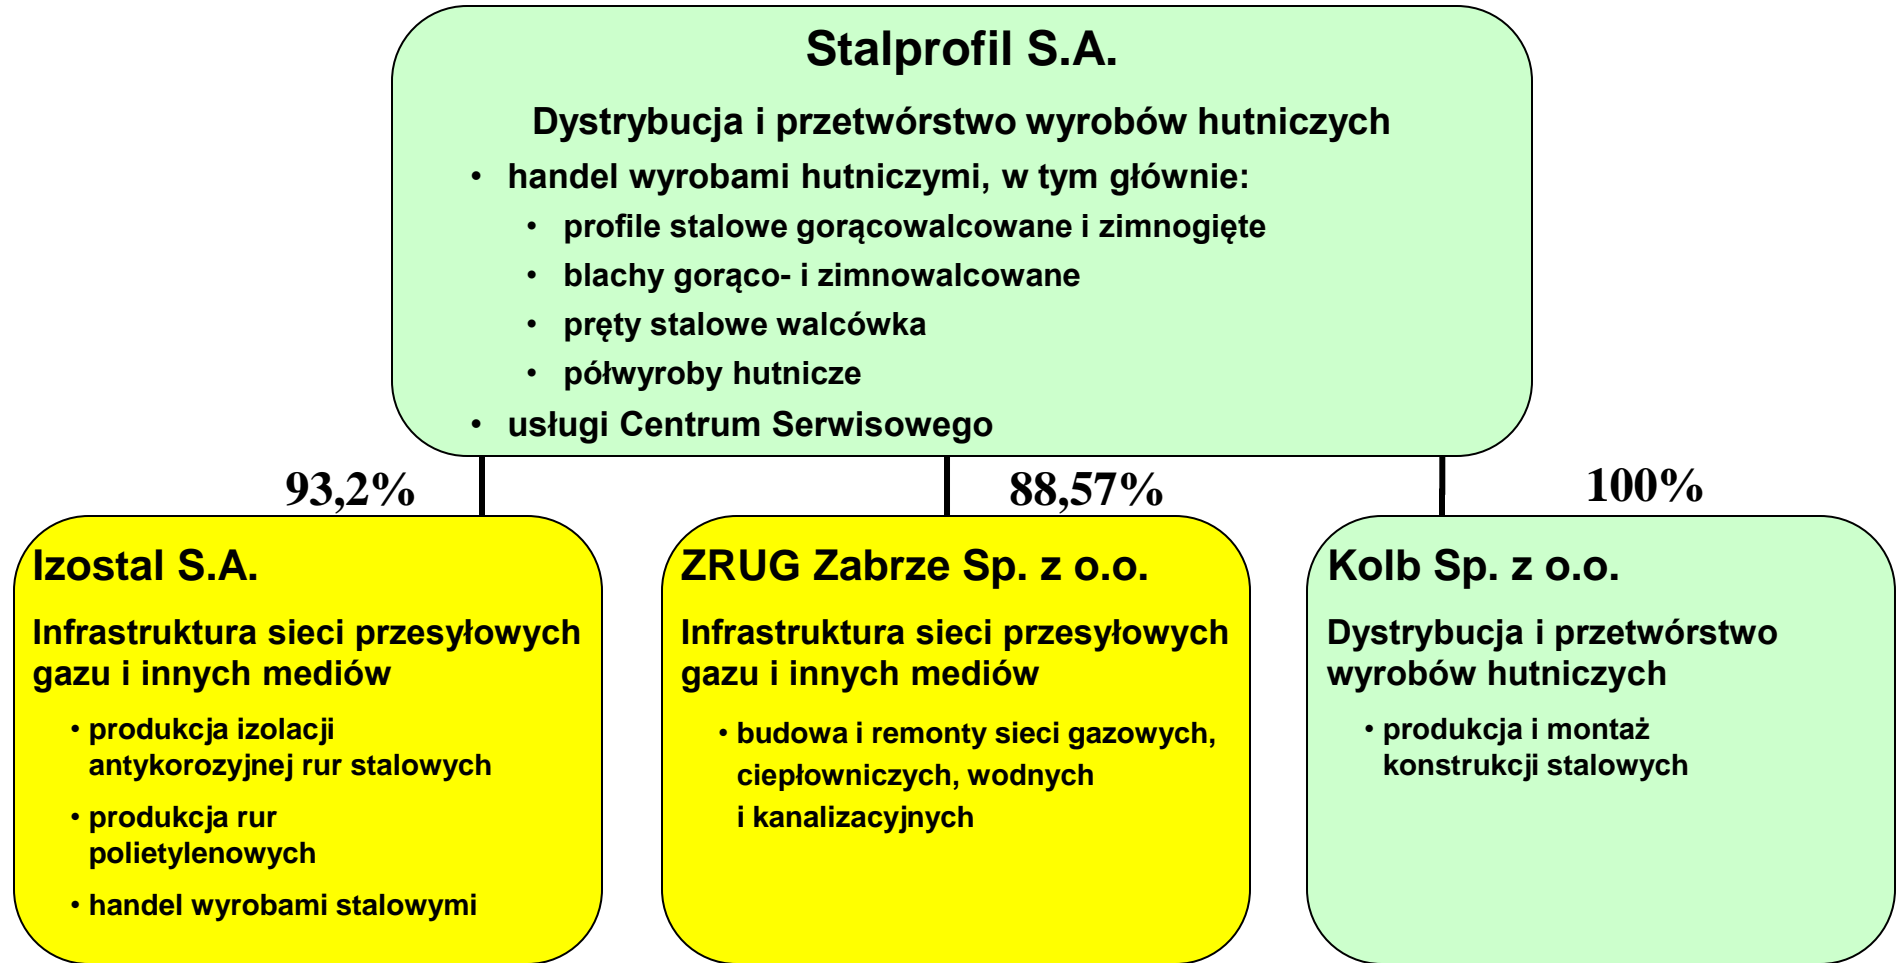 Stalprofil S.A.
Dystrybucja i przetwórstwo wyrobów hutniczych
• handel wyrobami hutniczymi, w tym głównie:
• profile stalowe gorącowalcowane i zimnogięte
• blachy gorąco- i zimnowalcowane
• pręty stalowe walcówka
• półwyroby hutnicze
• usługi Centrum Serwisowego
93,2%
88,57%
100%
Izostal S.A.
Infrastruktura sieci przesyłowych
gazu i innych mediów
• produkcja izolacji
antykorozyjnej rur stalowych
• produkcja rur
polietylenowych
• handel wyrobami stalowymi
ZRUG Zabrze Sp. z o.o.
Infrastruktura sieci przesyłowych
gazu i innych mediów
• budowa i remonty sieci gazowych,
ciepłowniczych, wodnych
i kanalizacyjnych
Kolb Sp. z o.o.
Dystrybucja i przetwórstwo
wyrobów hutniczych
• produkcja i montaż
konstrukcji stalowych